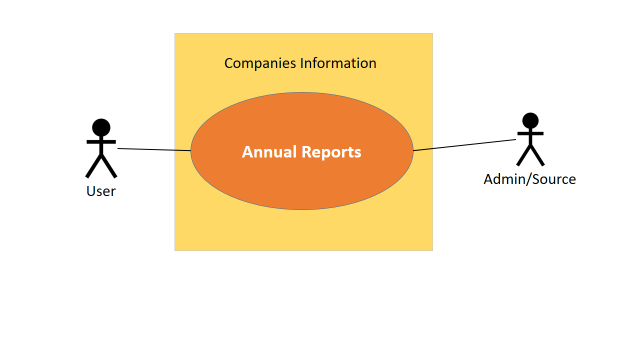 Companies Information
Annual Reports
User
Admin/Source